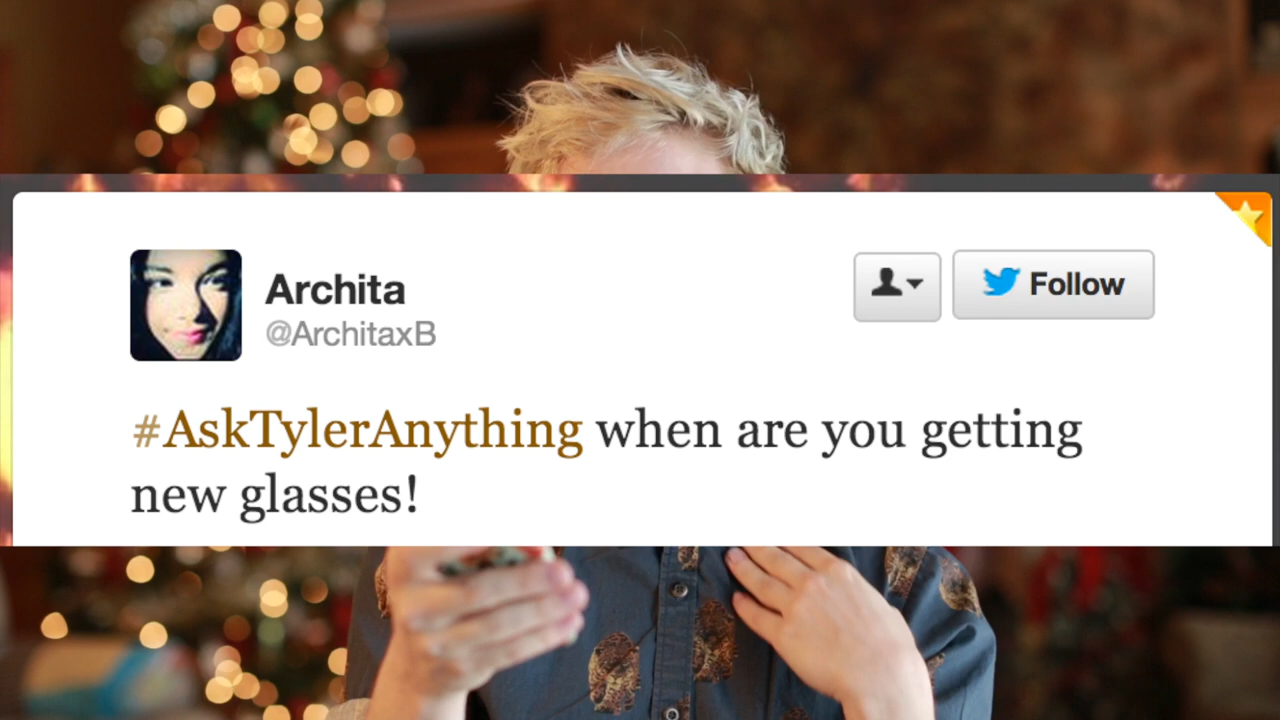 Archita
@ArchitaxB
Follow
#AskTylerAnything when are you getting
new glasses!